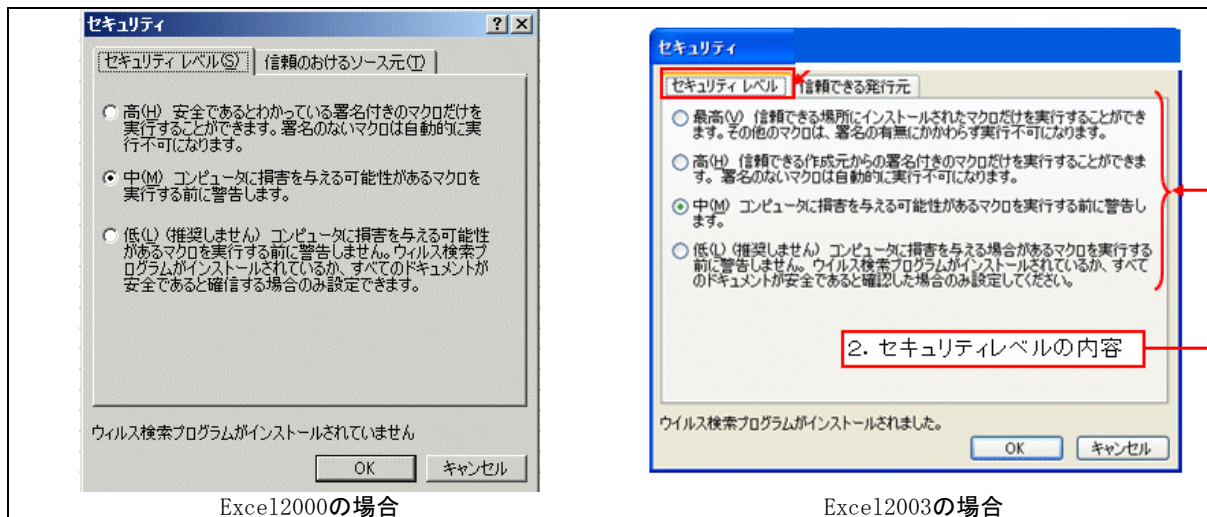 セキュリティ
セキュリティ レベル(S)
信頼のおけるソース元(T)
高(H) 安全であるとわかっている署名付きのマクロだけを
実行することができます。署名のないマクロは自動的に実
行不可になります。
中(M) コンピュータに損害を与える可能性があるマクロを
実行する前に警告します。
低(L) (推奨しません) コンピュータに損害を与える可能性
があるマクロを実行する前に警告しません。ウィルス検索プ
ログラムがインストールされているか、すべてのドキュメントが
安全であると確信する場合のみ設定できます。
ウィルス検索プログラムがインストールされていません
OK
キャンセル
Excel2000の場合
セキュリティ
セキュリティ レベル
信頼できる発行元
最高(V) 信頼できる場所にインストールされたマクロだけを実行することができ
ます。その他のマクロは、署名の有無にかかわらず実行不可になります。
高(H) 信頼できる作成元からの署名付きのマクロだけを実行することができま
す。署名のないマクロは自動的に実行不可になります。
中(M) コンピュータに損害を与える可能性があるマクロを実行する前に警告し
ます。
低(L) (推奨しません) コンピュータに損害を与える場合があるマクロを実行する
前に警告しません。ウイルス検索プログラムがインストールされているか、すべて
のドキュメントが安全であると確認した場合のみ設定してください。
2. セキュリティレベルの内容
ウイルス検索プログラムがインストールされました。
OK
キャンセル
Excel2003の場合